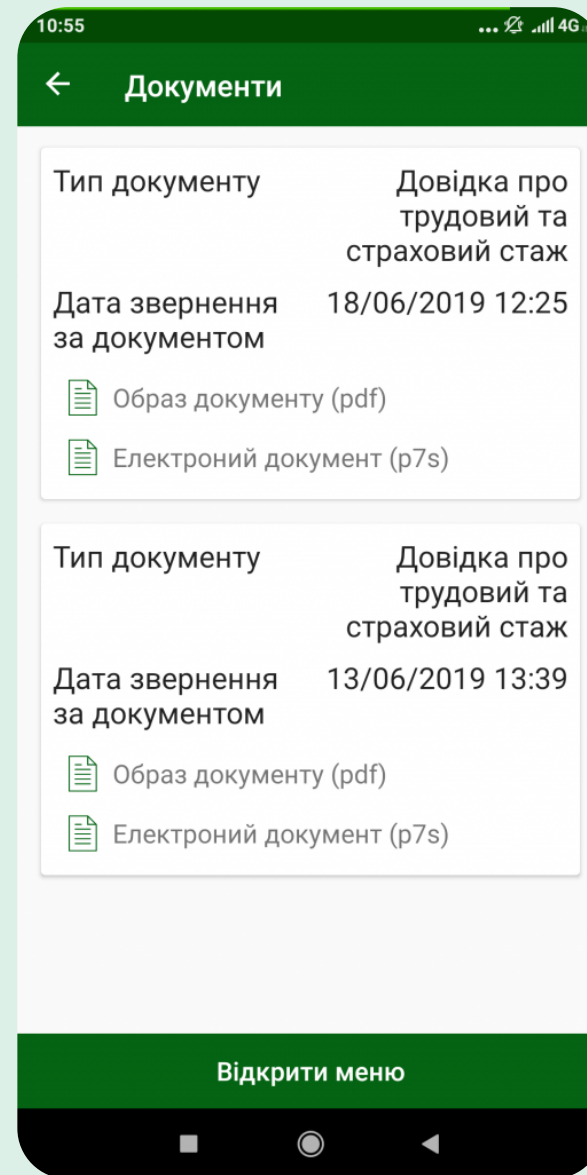 10:55 ... 4G
Документи
Тип документу Довідка про
трудовий та
страховий стаж
Дата звернення 18/06/2019 12:25
за документом
Образ документу (pdf)
Електроний документ (p7s)
Тип документу Довідка про
трудовий та
страховий стаж
Дата звернення 13/06/2019 13:39
за документом
Образ документу (pdf)
Електроний документ (p7s)
Відкрити меню